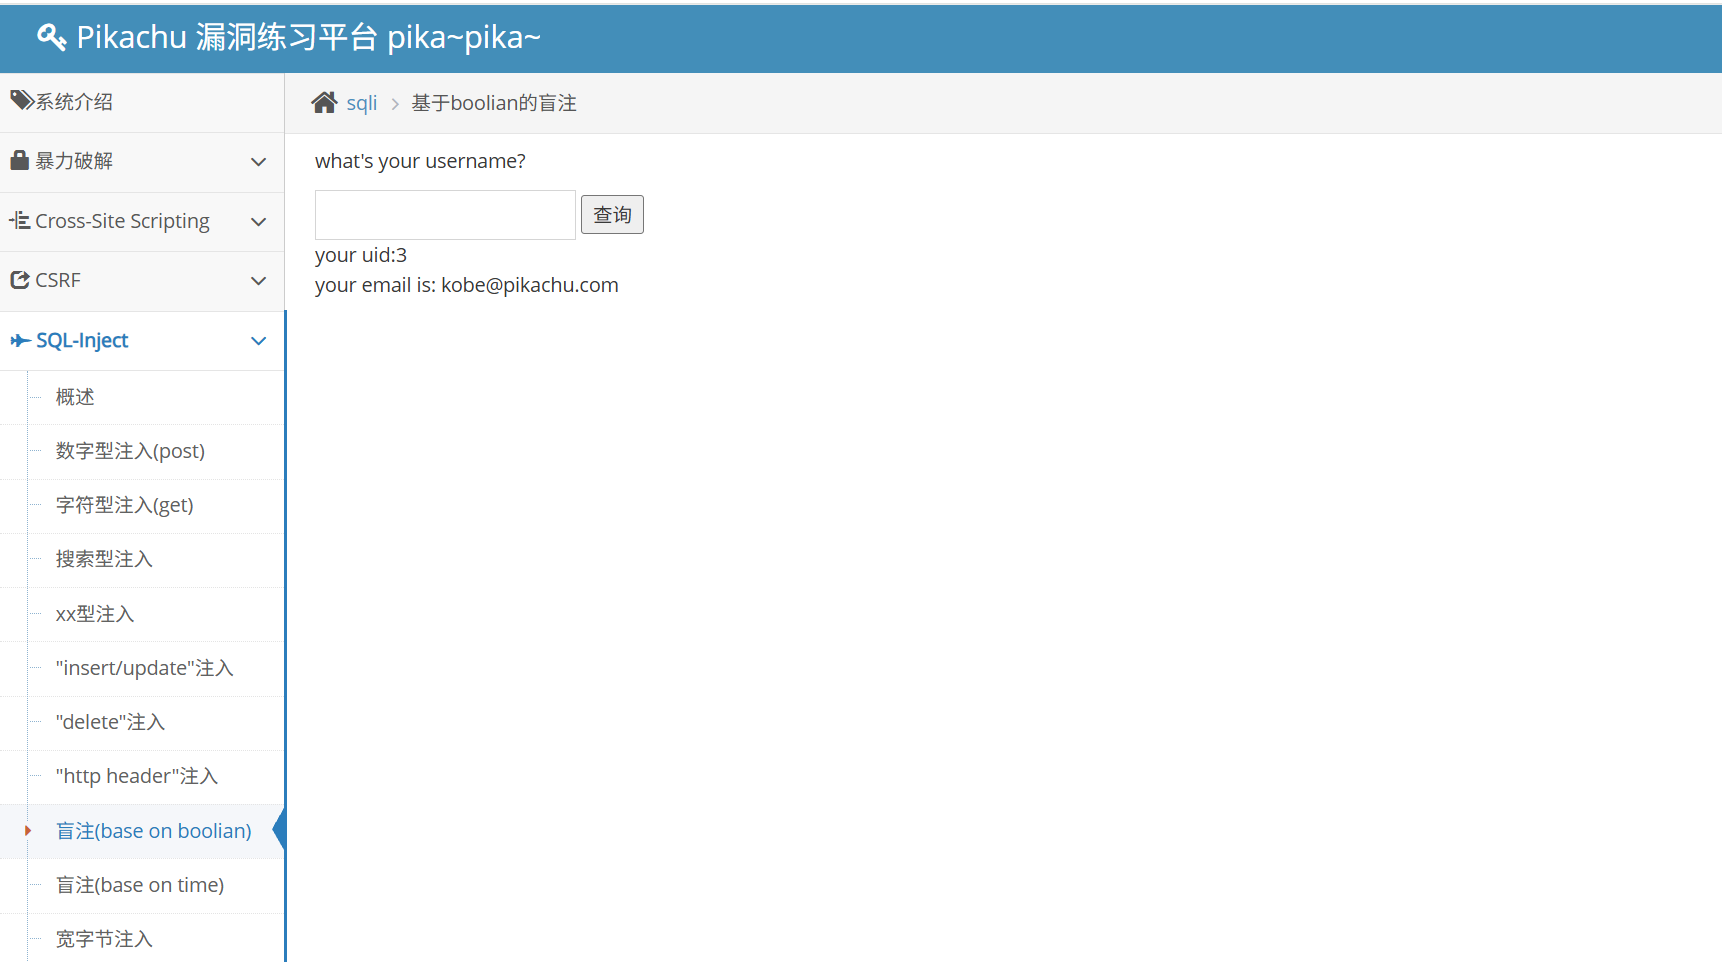 Pikachu 漏洞练习平台 pika~pika~
系统介绍
暴力破解
Cross-Site Scripting
CSRF
SQL-Inject
概述
数字型注入(post)
字符型注入(get)
搜索型注入
xx型注入
"insert/update"注入
"delete"注入
"http header"注入
盲注(base on boolian)
盲注(base on time)
宽字节注入
sqli > 基于boolian的盲注
what's your username?
查询
your uid:3
your email is: kobe@pikachu.com